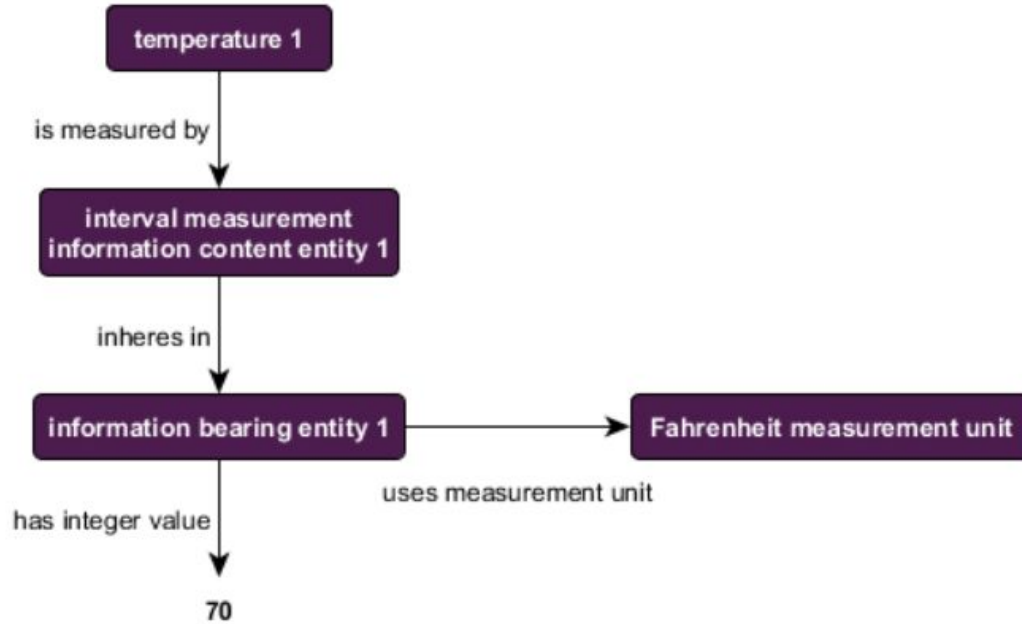 temperature 1
is measured by
interval measurement
information content entity 1
inheres in
information bearing entity 1
Fahrenheit measurement unit
uses measurement unit
has integer value
70